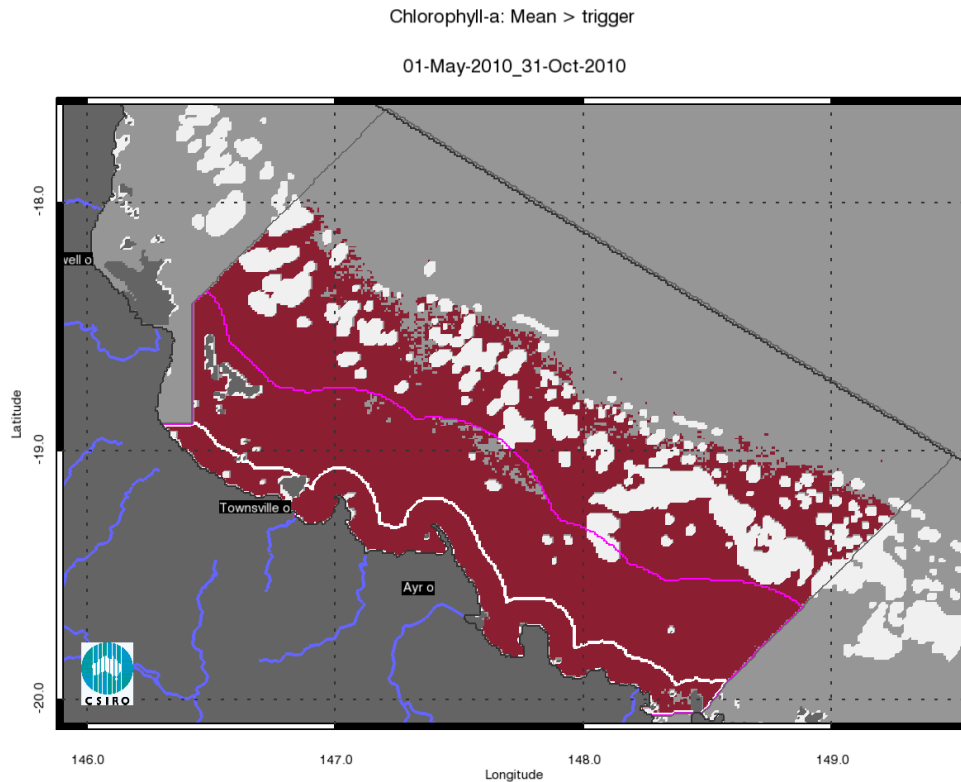 Chlorophyll-a: Mean > trigger
01-May-2010_31-Oct-2010
-18.0
well o
Latitude
-19.0
Townsville o
Ayr o
CSIRO
-20.0
146.0 147.0 148.0 149.0
Longitude